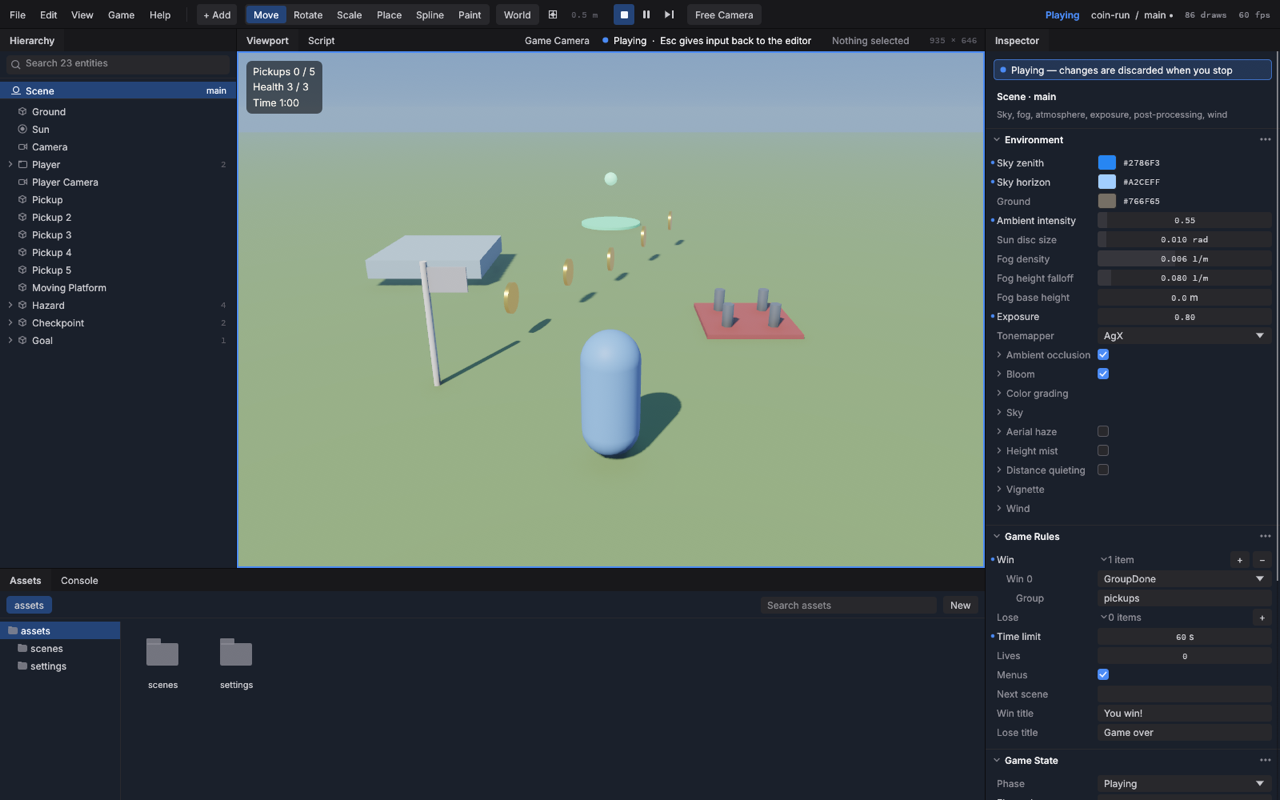 File Edit View Game Help + Add Move Rotate Scale Place Spline Paint World 0.5 m Free Camera Playing coin-run / main • 86 draws 60 fps
Hierarchy
Search 23 entities
Scene main
Ground
Sun
Camera
Player 2
Player Camera
Pickup
Pickup 2
Pickup 3
Pickup 4
Pickup 5
Moving Platform
Hazard 4
Checkpoint 2
Goal 1
Viewport Script Game Camera Playing · Esc gives input back to the editor Nothing selected 935 × 646
Pickups 0 / 5
Health 3 / 3
Time 1:00
Assets Console
assets Search assets New
assets
scenes
settings
scenes settings
Inspector
Playing — changes are discarded when you stop
Scene · main
Sky, fog, atmosphere, exposure, post-processing, wind
Environment
Sky zenith #2786F3
Sky horizon #A2CEFF
Ground #766F65
Ambient intensity 0.55
Sun disc size 0.010 rad
Fog density 0.006 1/m
Fog height falloff 0.080 1/m
Fog base height 0.0 m
Exposure 0.80
Tonemapper AgX
Ambient occlusion
Bloom
Color grading
Sky
Aerial haze
Height mist
Distance quieting
Vignette
Wind
Game Rules
Win 1 item + −
Win 0 GroupDone
Group pickups
Lose 0 items +
Time limit 60 s
Lives 0
Menus
Next scene
Win title You win!
Lose title Game over
Game State
Phase Playing